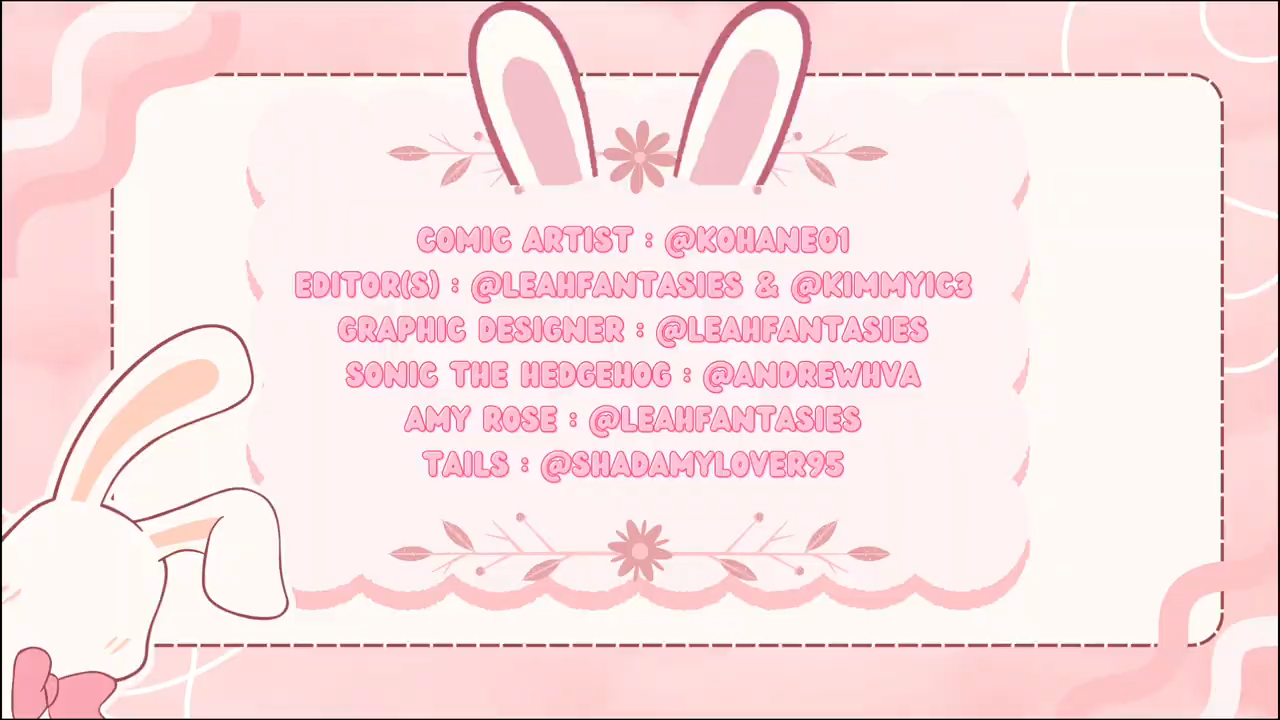 COMIC ARTIST : @KOHANE01
EDITOR(S) : @LEAHFANTASIES & @KIMMYIC3
GRAPHIC DESIGNER : @LEAHFANTASIES
SONIC THE HEDGEHOG : @ANDREWHVA
AMY ROSE : @LEAHFANTASIES
TAILS : @SHADAMYLOVER95